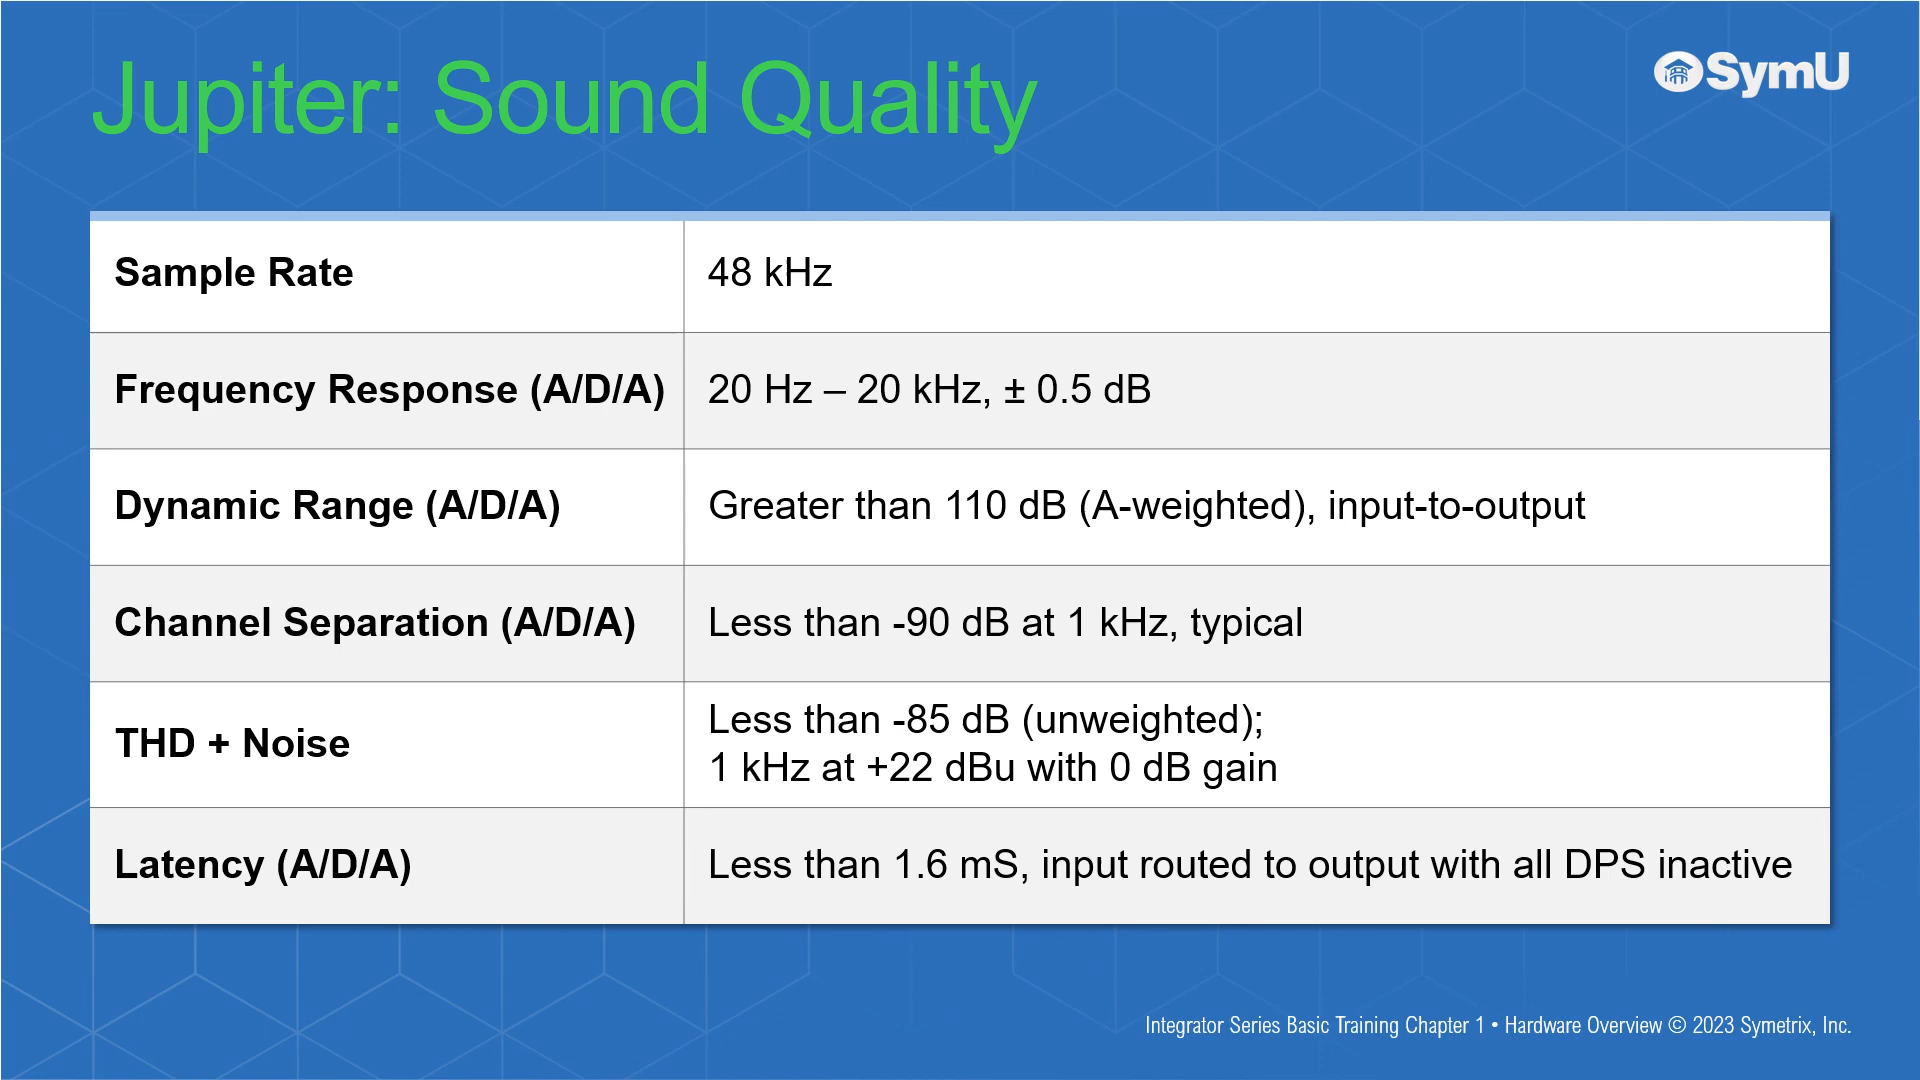 Jupiter: Sound Quality
SymU
Sample Rate
48 kHz
Frequency Response (A/D/A)
20 Hz – 20 kHz, ± 0.5 dB
Dynamic Range (A/D/A)
Greater than 110 dB (A-weighted), input-to-output
Channel Separation (A/D/A)
Less than -90 dB at 1 kHz, typical
THD + Noise
Less than -85 dB (unweighted);
1 kHz at +22 dBu with 0 dB gain
Latency (A/D/A)
Less than 1.6 mS, input routed to output with all DPS inactive
Integrator Series Basic Training Chapter 1 • Hardware Overview © 2023 Symetrix, Inc.